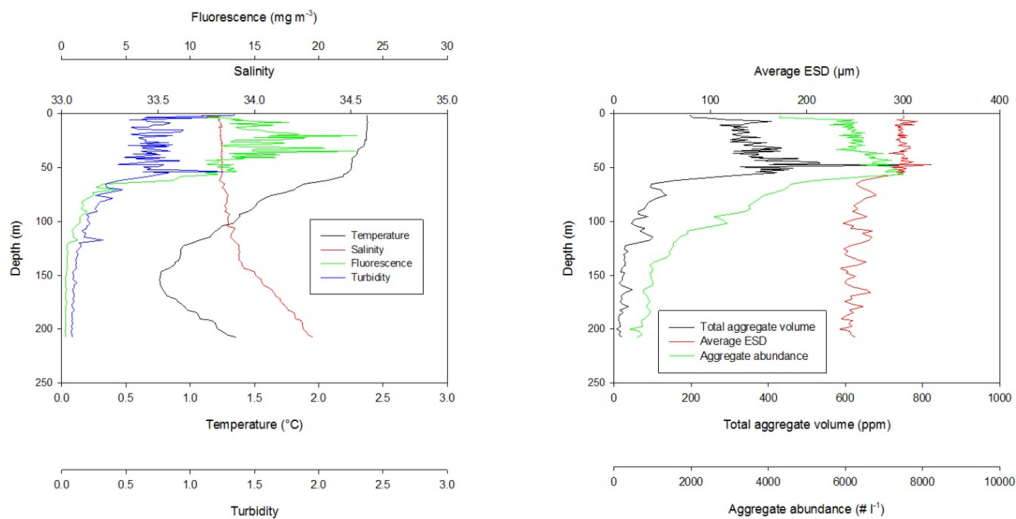 Fluorescence (mg m-3)
0 5 10 15 20 25 30
Salinity
33.0 33.5 34.0 34.5 35.0
0
50
100
150
200
250
Depth (m)
Temperature
Salinity
Fluorescence
Turbidity
0.0 0.5 1.0 1.5 2.0 2.5 3.0
Temperature (°C)
0.0 0.5 1.0 1.5 2.0 2.5 3.0
Turbidity
Average ESD (µm)
0 100 200 300 400
0
50
100
150
200
250
Depth (m)
Total aggregate volume
Average ESD
Aggregate abundance
0 200 400 600 800 1000
Total aggregate volume (ppm)
0 2000 4000 6000 8000 10000
Aggregate abundance (# l-1)